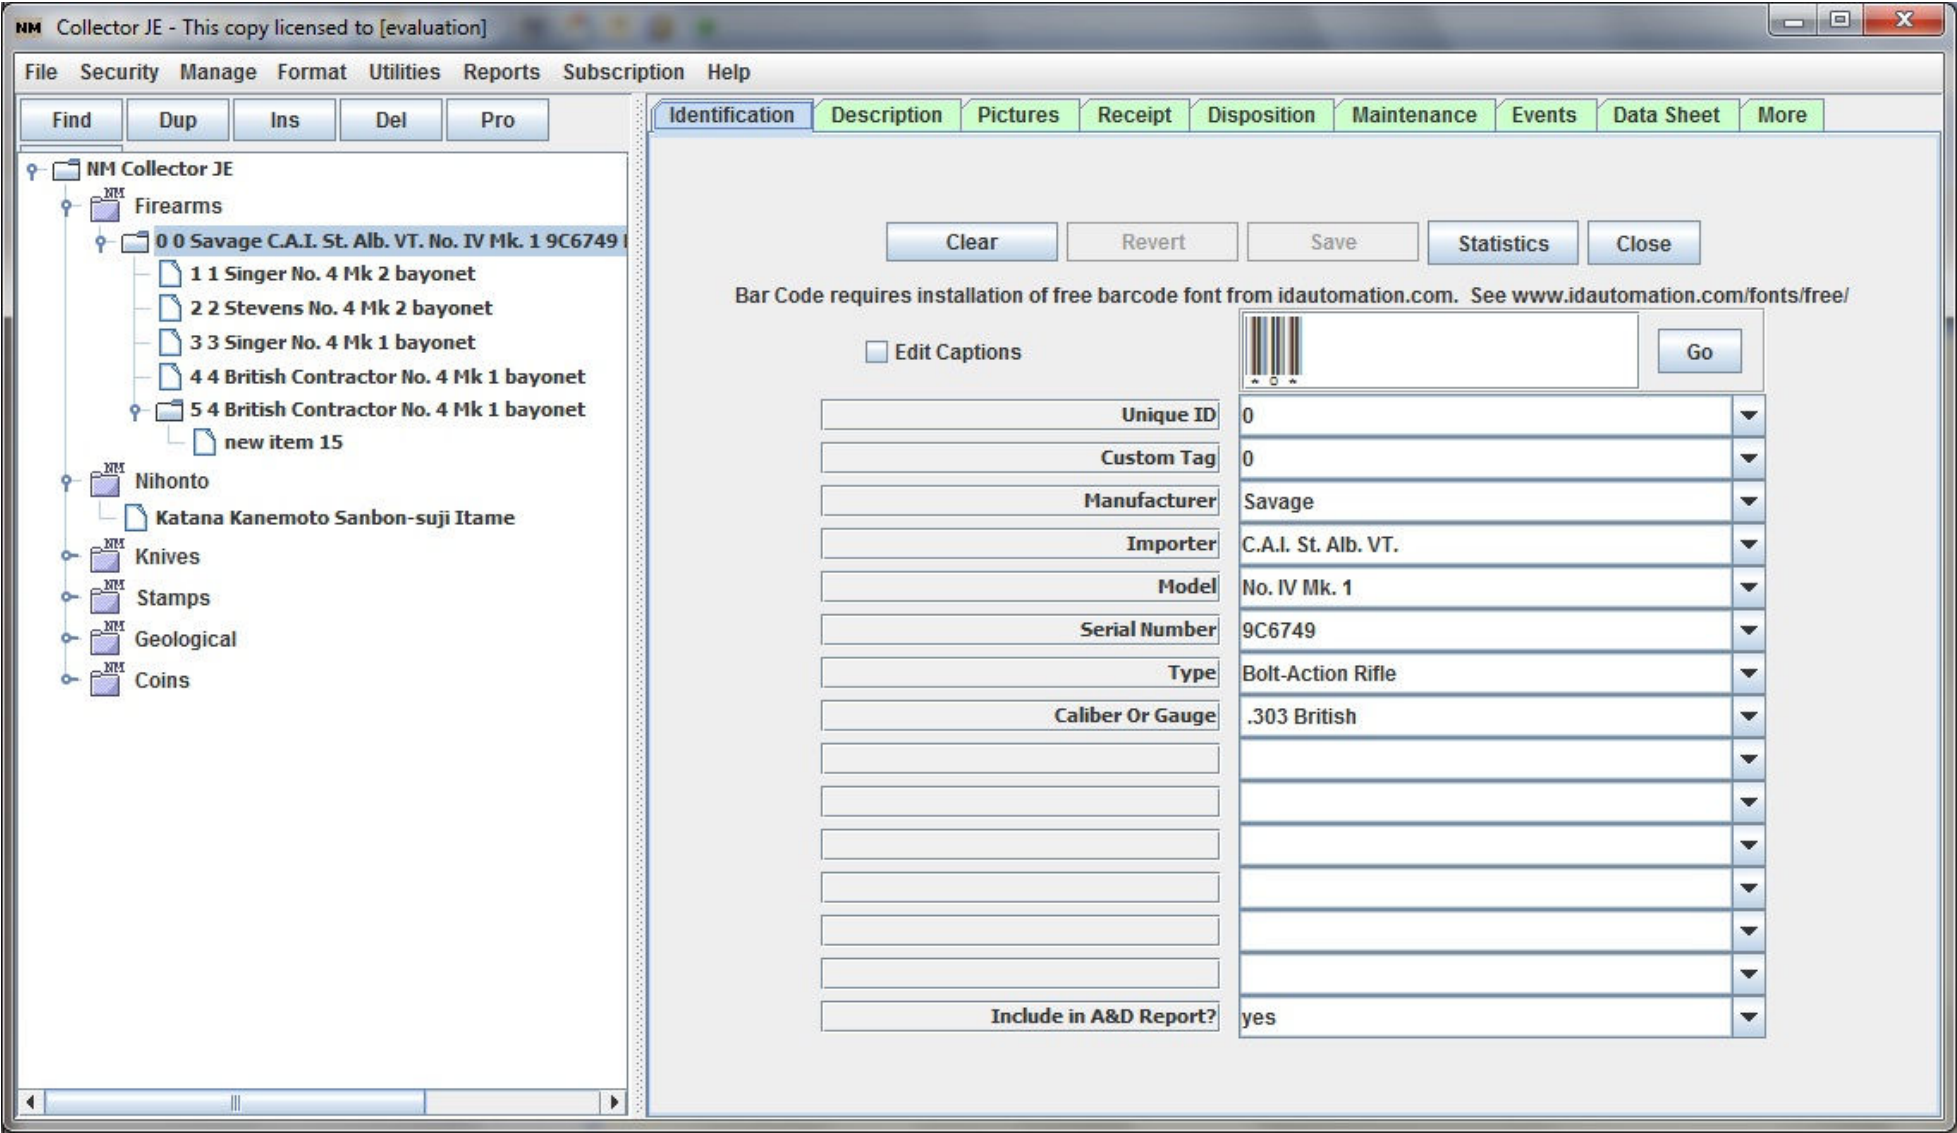 NM Collector JE - This copy licensed to [evaluation]
X
File Security Manage Format Utilities Reports Subscription Help
Find Dup Ins Del Pro
NM Collector JE
NM Firearms
0 0 Savage C.A.I. St. Alb. VT. No. IV Mk. 1 9C6749
1 1 Singer No. 4 Mk 2 bayonet
2 2 Stevens No. 4 Mk 2 bayonet
3 3 Singer No. 4 Mk 1 bayonet
4 4 British Contractor No. 4 Mk 1 bayonet
5 4 British Contractor No. 4 Mk 1 bayonet
new item 15
NM Nihonto
Katana Kanemoto Sanbon-suji Itame
NM Knives
NM Stamps
NM Geological
NM Coins
Identification Description Pictures Receipt Disposition Maintenance Events Data Sheet More
Clear Revert Save Statistics Close
Bar Code requires installation of free barcode font from idautomation.com. See www.idautomation.com/fonts/free/
Edit Captions
* 0 *
Go
Unique ID 0
Custom Tag 0
Manufacturer Savage
Importer C.A.I. St. Alb. VT.
Model No. IV Mk. 1
Serial Number 9C6749
Type Bolt-Action Rifle
Caliber Or Gauge .303 British
Include in A&D Report? yes